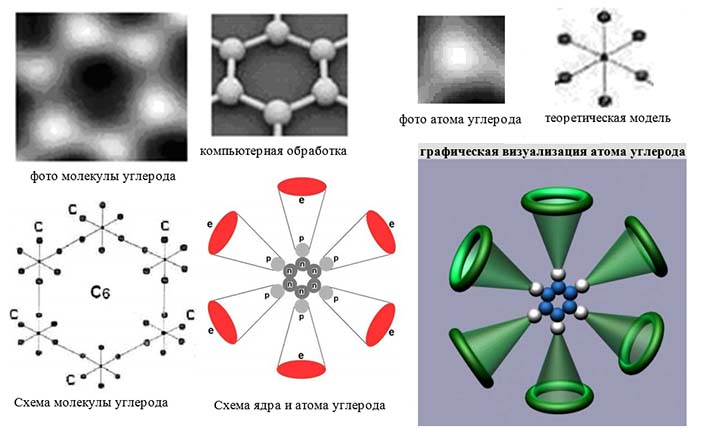 фото молекулы углерода
компьютерная обработка
фото атома углерода
теоретическая модель
графическая визуализация атома углерода
C
C
C
C6
C
C
C
Схема молекулы углерода
e
e
e
p
p
p
n
n
n
n
n
n
p
p
p
e
e
e
Схема ядра и атома углерода